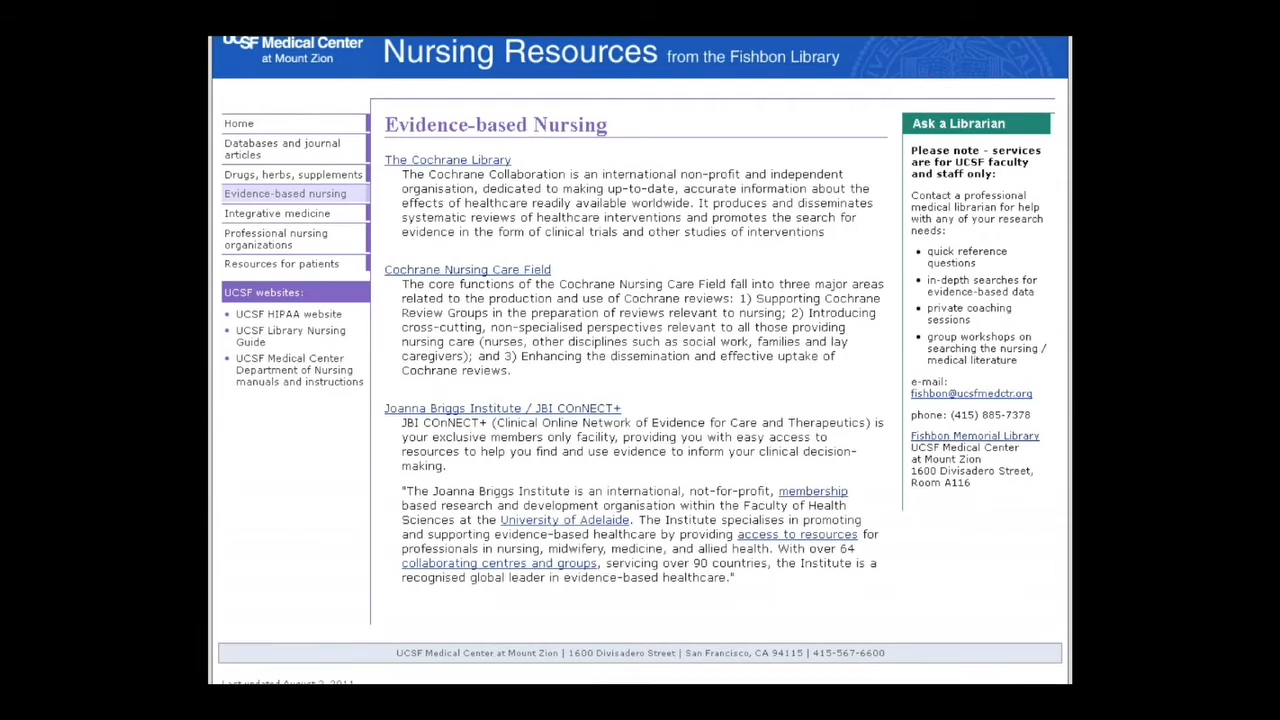 UCSF Medical Center
at Mount Zion
Nursing Resources from the Fishbon Library
Home
Databases and journal
articles
Drugs, herbs, supplements
Evidence-based nursing
Integrative medicine
Professional nursing
organizations
Resources for patients
UCSF websites:
UCSF HIPAA website
UCSF Library Nursing
Guide
UCSF Medical Center
Department of Nursing
manuals and instructions
Evidence-based Nursing
The Cochrane Library
The Cochrane Collaboration is an international non-profit and independent
organisation, dedicated to making up-to-date, accurate information about the
effects of healthcare readily available worldwide. It produces and disseminates
systematic reviews of healthcare interventions and promotes the search for
evidence in the form of clinical trials and other studies of interventions
Cochrane Nursing Care Field
The core functions of the Cochrane Nursing Care Field fall into three major areas
related to the production and use of Cochrane reviews: 1) Supporting Cochrane
Review Groups in the preparation of reviews relevant to nursing; 2) Introducing
cross-cutting, non-specialised perspectives relevant to all those providing
nursing care (nurses, other disciplines such as social work, families and lay
caregivers); and 3) Enhancing the dissemination and effective uptake of
Cochrane reviews.
Joanna Briggs Institute / JBI COnNECT+
JBI COnNECT+ (Clinical Online Network of Evidence for Care and Therapeutics) is
your exclusive members only facility, providing you with easy access to
resources to help you find and use evidence to inform your clinical decision-
making.
"The Joanna Briggs Institute is an international, not-for-profit, membership
based research and development organisation within the Faculty of Health
Sciences at the University of Adelaide. The Institute specialises in promoting
and supporting evidence-based healthcare by providing access to resources for
professionals in nursing, midwifery, medicine, and allied health. With over 64
collaborating centres and groups, servicing over 90 countries, the Institute is a
recognised global leader in evidence-based healthcare."
Ask a Librarian
Please note - services
are for UCSF faculty
and staff only:
Contact a professional
medical librarian for help
with any of your research
needs:
quick reference
questions
in-depth searches for
evidence-based data
private coaching
sessions
group workshops on
searching the nursing /
medical literature
e-mail:
fishbon@ucsfmedctr.org
phone: (415) 885-7378
Fishbon Memorial Library
UCSF Medical Center
at Mount Zion
1600 Divisadero Street,
Room A116
UCSF Medical Center at Mount Zion | 1600 Divisadero Street | San Francisco, CA 94115 | 415-567-6600
Last updated August 2, 2011